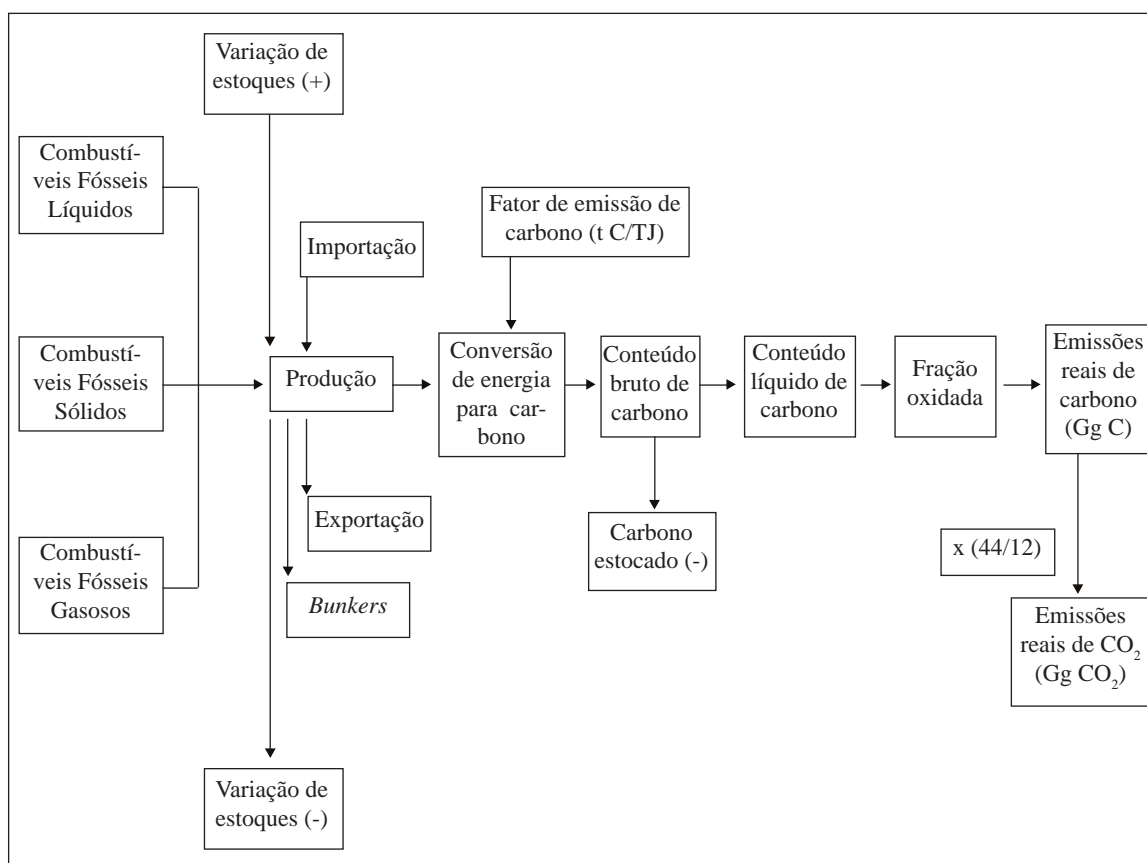 Variação de
estoques (+)
Combustí-
veis Fósseis
Líquidos
Importação
Fator de emissão de
carbono (t C/TJ)
Combustí-
veis Fósseis
Sólidos
Produção
Conversão
de energia
para car-
bono
Conteúdo
bruto de
carbono
Conteúdo
líquido de
carbono
Fração
oxidada
Emissões
reais de
carbono
(Gg C)
Exportação
Carbono
estocado (-)
x (44/12)
Combustí-
veis Fósseis
Gasosos
Bunkers
Emissões
reais de CO₂
(Gg CO₂)
Variação de
estoques (-)